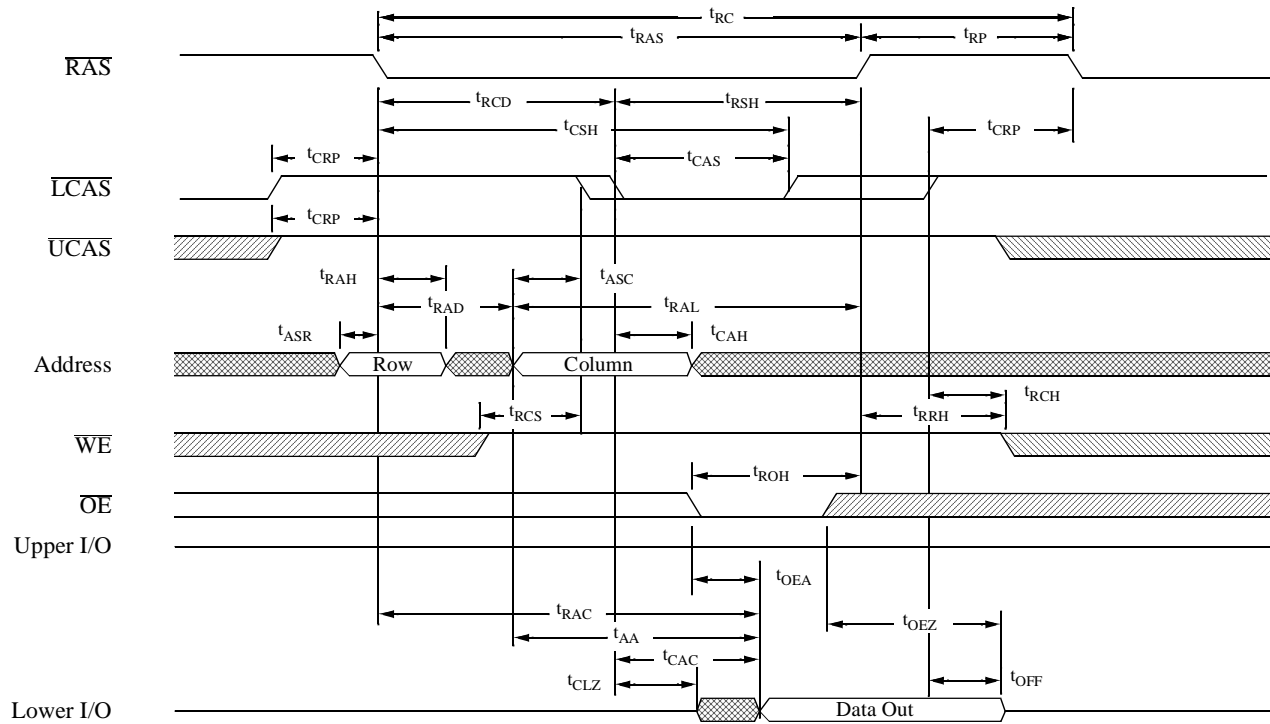 tRC
tRAS tRP
RAS
tRCD tRSH
tCSH tCRP
tCRP tCAS
LCAS
tCRP
UCAS
tRAH tASC
tRAD tRAL
tASR tCAH
Address Row Column
tRCH
tRCS tRRH
WE
tROH
OE
Upper I/O
tOEA
tRAC
tOEZ
tAA
tCAC
tCLZ tOFF
Lower I/O Data Out